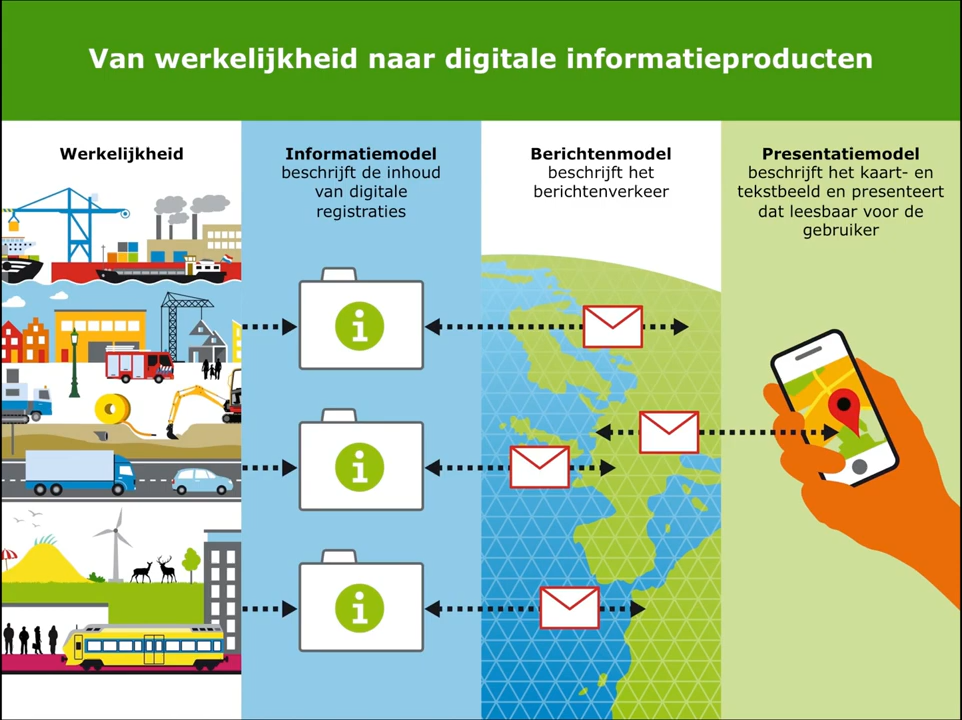 Van werkelijkheid naar digitale informatieproducten
Werkelijkheid
Informatiemodel
beschrijft de inhoud
van digitale
registraties
Berichtenmodel
beschrijft het
berichtenverkeer
Presentatiemodel
beschrijft het kaart- en
tekstbeeld en presenteert
dat leesbaar voor de
gebruiker
i
i
i